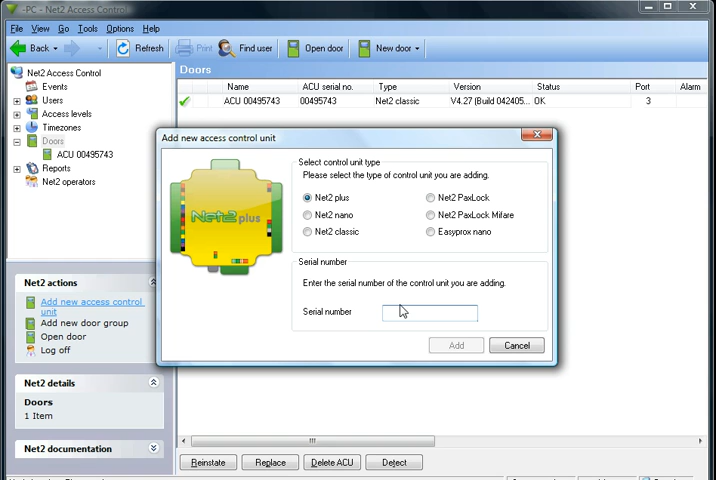 -PC - Net2 Access Control
File View Go Tools Options Help
Back Refresh Print Find user Open door New door
Net2 Access Control
Events
Users
Access levels
Timezones
Doors
ACU 00495743
Reports
Net2 operators
Net2 actions
Add new access control
unit
Add new door group
Open door
Log off
Net2 details
Doors
1 Item
Net2 documentation
Doors
Name ACU serial no. Type Version Status Port Alarm
ACU 00495743 00495743 Net2 classic V4.27 (Build 042405... OK 3
Add new access control unit
Net2 plus
Select control unit type
Please select the type of control unit you are adding.
Net2 plus Net2 PaxLock
Net2 nano Net2 PaxLock Mifare
Net2 classic Easyprox nano
Serial number
Enter the serial number of the control unit you are adding.
Serial number
Add Cancel
Reinstate Replace Delete ACU Detect